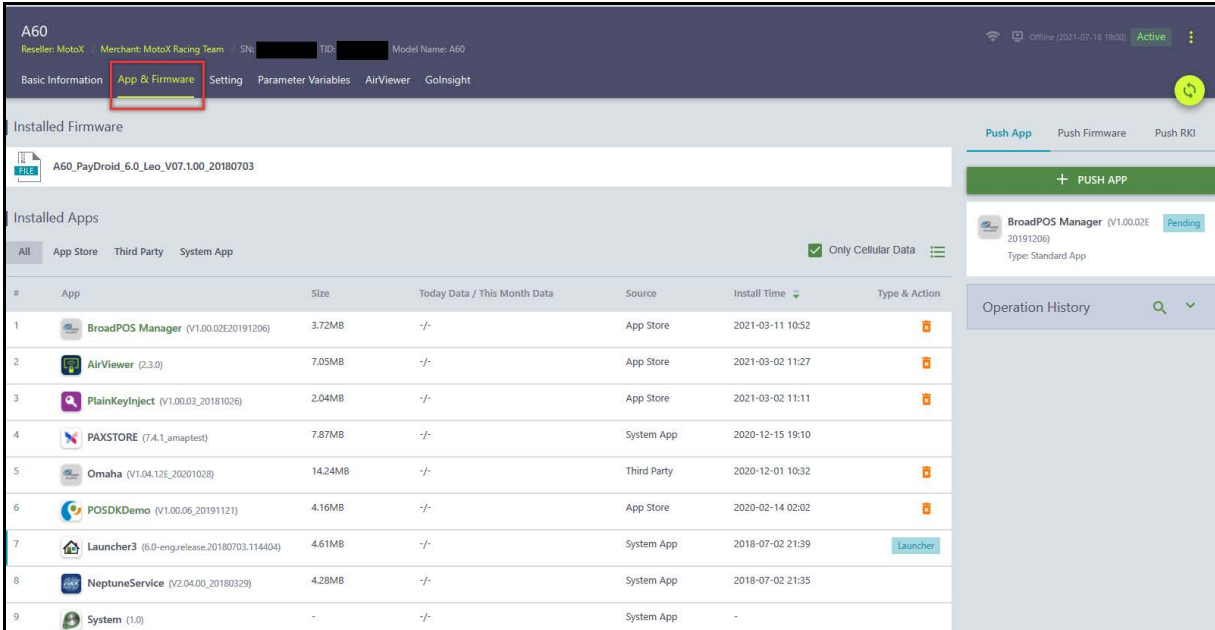 A60
Reseller: MotoX / Merchant: MotoX Racing Team / SN: TID: Model Name: A60
Offline (2021-07-18 19:00) Active
Basic Information App & Firmware Setting Parameter Variables AirViewer GoInsight
Installed Firmware
FILE A60_PayDroid_6.0_Leo_V07.1.00_20180703
Installed Apps
All App Store Third Party System App Only Cellular Data
# App Size Today Data / This Month Data Source Install Time Type & Action
1 BroadPOS Manager (V1.00.02E20191206) 3.72MB -/- App Store 2021-03-11 10:52
2 AirViewer (2.3.0) 7.05MB -/- App Store 2021-03-02 11:27
3 PlainKeyInject (V1.00.03_20181026) 2.04MB -/- App Store 2021-03-02 11:11
4 PAXSTORE (7.4.1_amaptest) 7.87MB -/- System App 2020-12-15 19:10
5 Omaha (V1.04.12E_20201028) 14.24MB -/- Third Party 2020-12-01 10:32
6 POSDKDemo (V1.00.06_20191121) 4.16MB -/- App Store 2020-02-14 02:02
7 Launcher3 (6.0-eng.release.20180703.114404) 4.61MB -/- System App 2018-07-02 21:39 Launcher
8 NeptuneService (V2.04.00_20180329) 4.28MB -/- System App 2018-07-02 21:35
9 System (1.0) - -/- System App -
Push App Push Firmware Push RKI
+ PUSH APP
BroadPOS Manager (V1.00.02E Pending
20191206)
Type: Standard App
Operation History